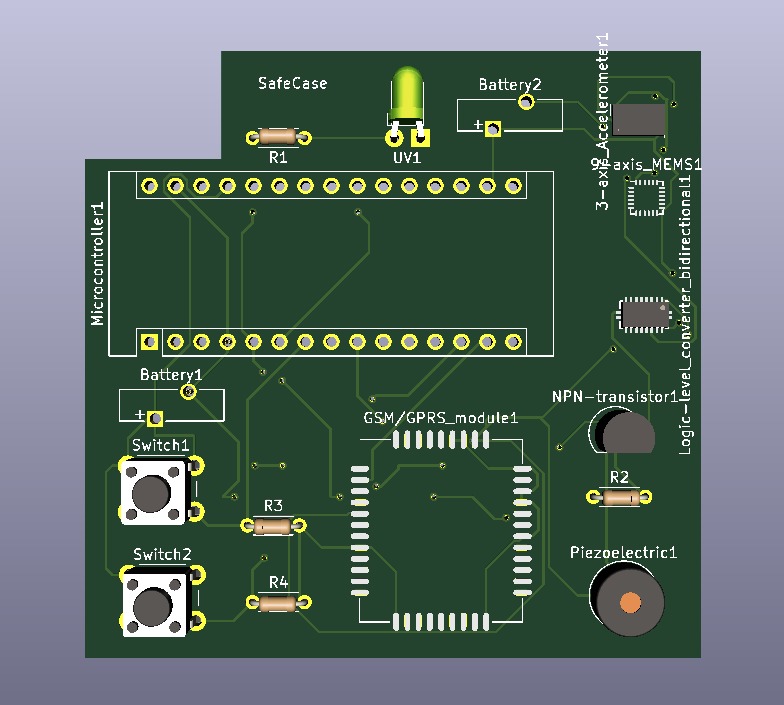 SafeCase
Battery2
+
R1
UV1
3-axis_Accelerometer1
9-axis_MEMS1
Microcontroller1
Logic-level_converter_bidirectional1
Battery1
+
NPN-transistor1
GSM/GPRS_module1
Switch1
R2
R3
Switch2
Piezoelectric1
R4